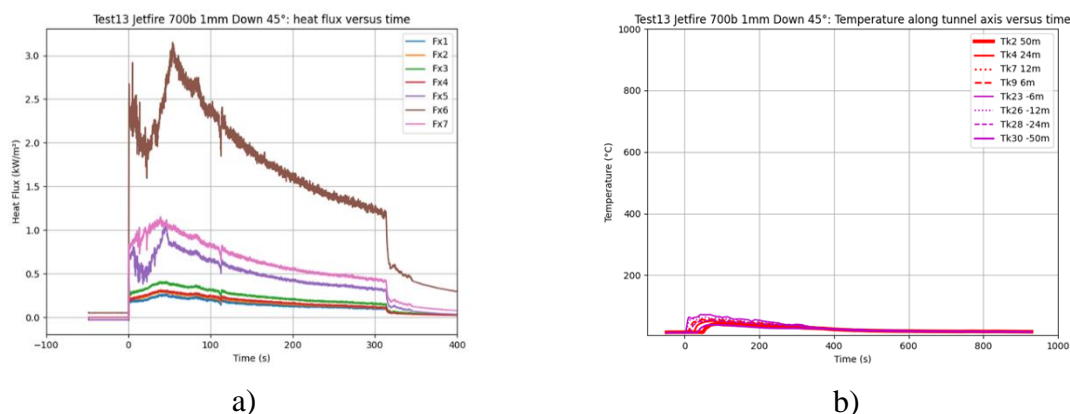 Test13 Jetfire 700b 1mm Down 45°: heat flux versus time
Heat Flux (kW/m²)
3.0
2.5
2.0
1.5
1.0
0.5
0.0
-100
0
100
200
300
400
Time (s)
Fx1
Fx2
Fx3
Fx4
Fx5
Fx6
Fx7
a)
Test13 Jetfire 700b 1mm Down 45°: Temperature along tunnel axis versus time
Temperature (°C)
1000
800
600
400
200
0
200
400
600
800
1000
Time (s)
Tk2 50m
Tk4 24m
Tk7 12m
Tk9 6m
Tk23 -6m
Tk26 -12m
Tk28 -24m
Tk30 -50m
b)